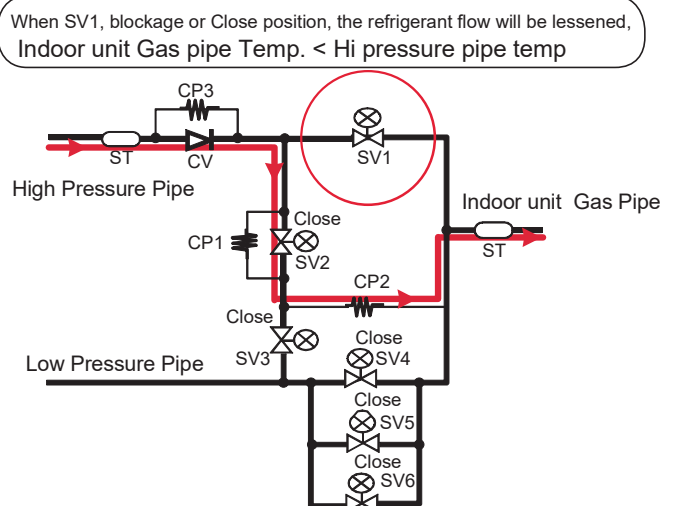 When SV1, blockage or Close position, the refrigerant flow will be lessened,
Indoor unit Gas pipe Temp. < Hi pressure pipe temp
CP3
ST
CV
SV1
High Pressure Pipe
Indoor unit Gas Pipe
ST
Close
CP1
SV2
CP2
Close
SV3
Close
SV4
Low Pressure Pipe
Close
SV5
Close
SV6